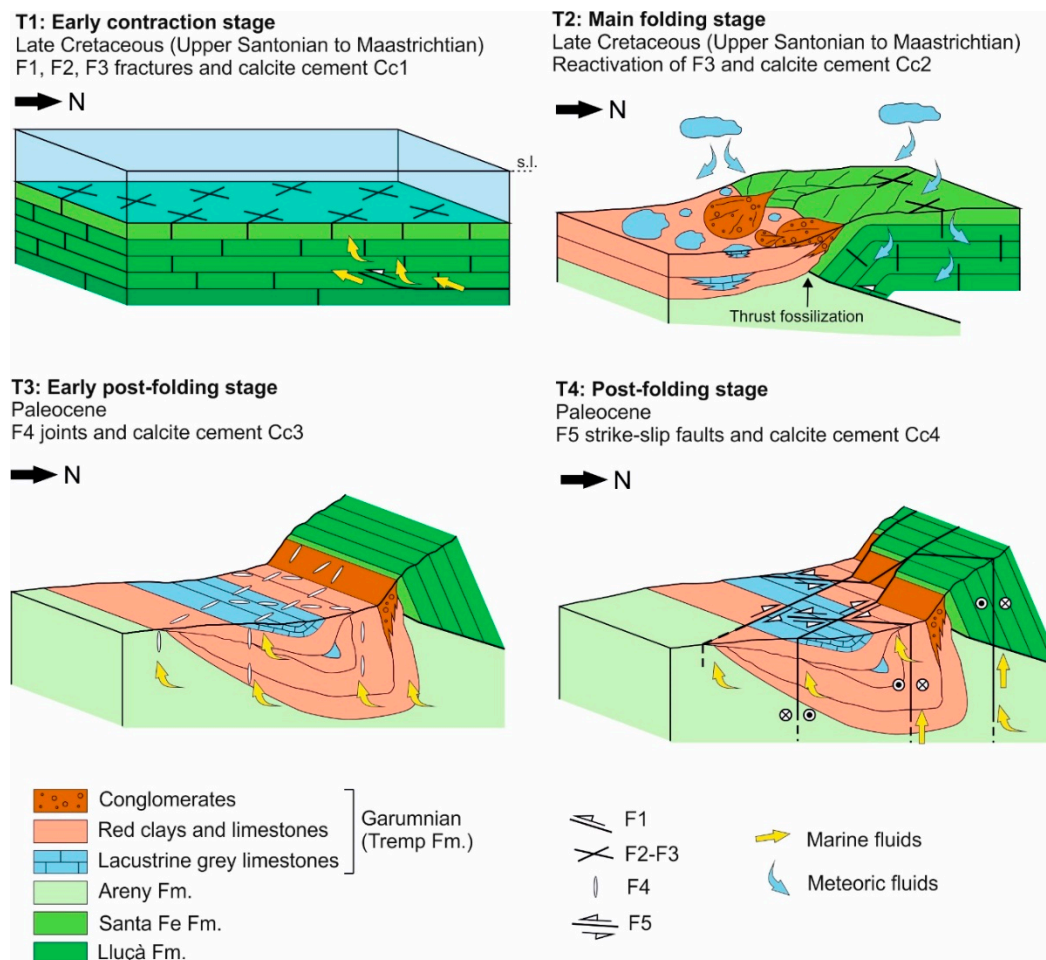 T1: Early contraction stage
Late Cretaceous (Upper Santonian to Maastrichtian)
F1, F2, F3 fractures and calcite cement Cc1
N
s.l.
T2: Main folding stage
Late Cretaceous (Upper Santonian to Maastrichtian)
Reactivation of F3 and calcite cement Cc2
N
Thrust fossilization
T3: Early post-folding stage
Paleocene
F4 joints and calcite cement Cc3
N
T4: Post-folding stage
Paleocene
F5 strike-slip faults and calcite cement Cc4
N
Conglomerates
Red clays and limestones
Lacustrine grey limestones
Garumnian
(Tremp Fm.)
Areny Fm.
Santa Fe Fm.
Lluçà Fm.
F1
F2-F3
F4
F5
Marine fluids
Meteoric fluids